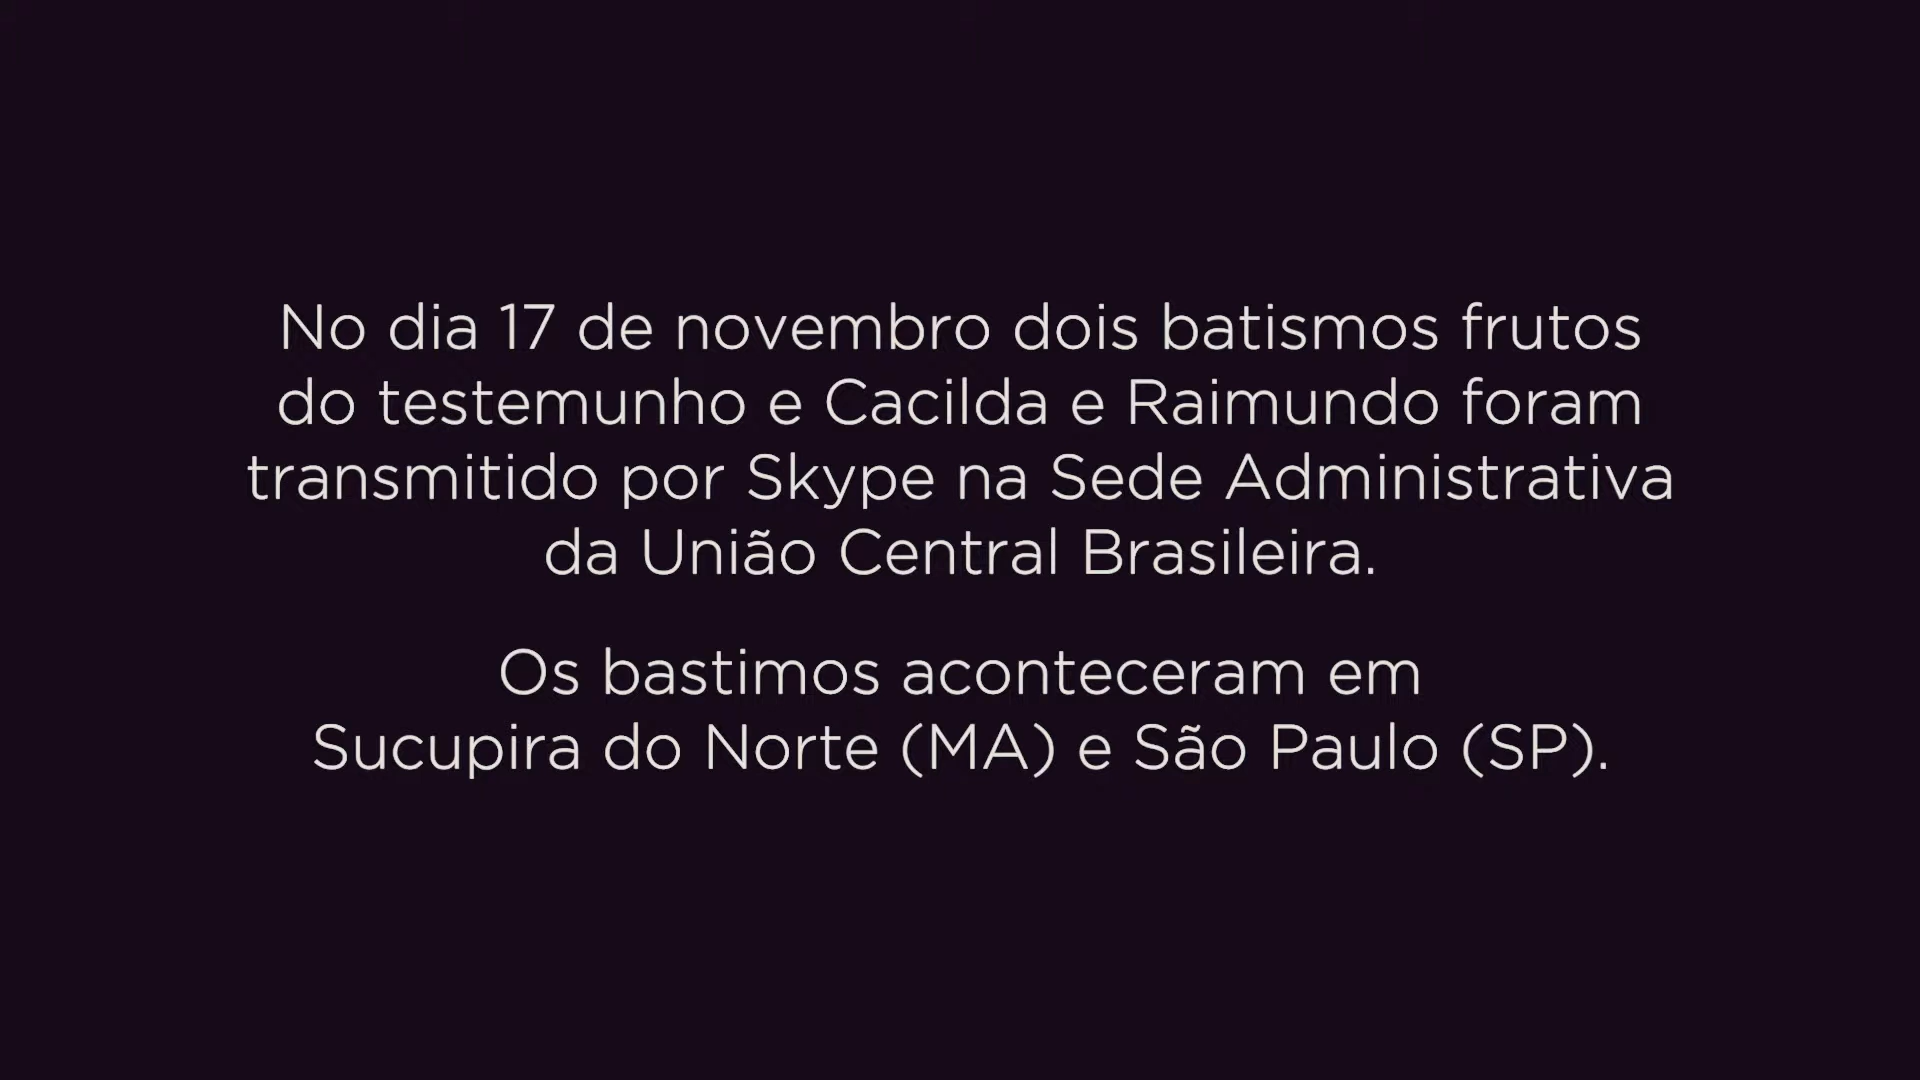 No dia 17 de novembro dois batismos frutos
do testemunho e Cacilda e Raimundo foram
transmitido por Skype na Sede Administrativa
da União Central Brasileira.
Os bastimos aconteceram em
Sucupira do Norte (MA) e São Paulo (SP).